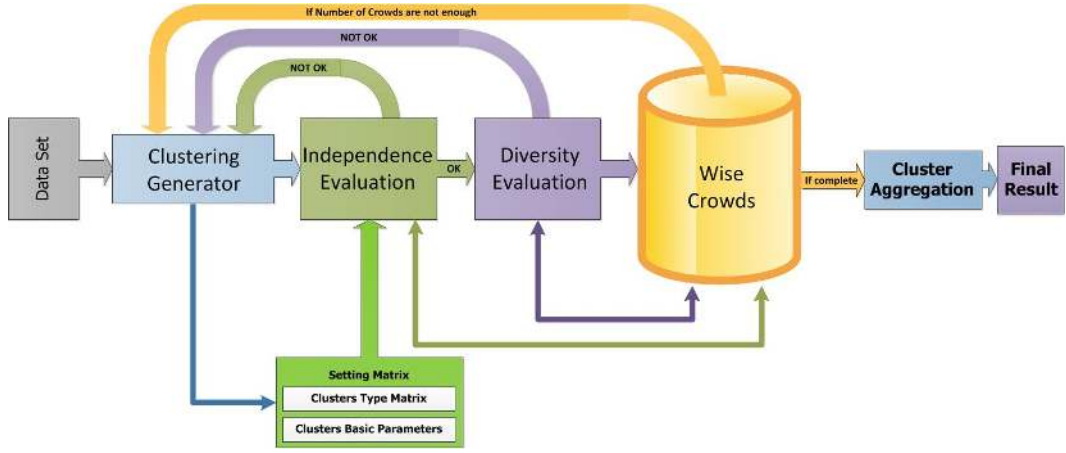 If Number of Crowds are not enough
NOT OK
NOT OK
Data Set
Clustering
Generator
Independence
Evaluation
OK
Diversity
Evaluation
Wise
Crowds
If complete
Cluster
Aggregation
Final
Result
Setting Matrix
Clusters Type Matrix
Clusters Basic Parameters